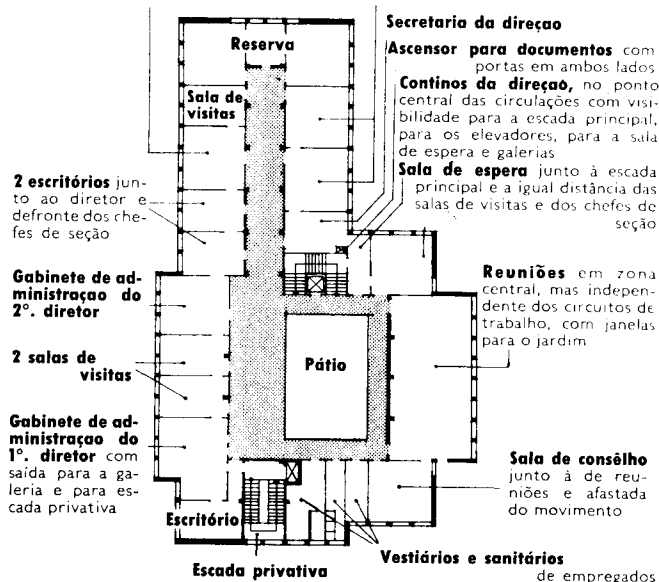 Secretaria da direçao
Reserva
Ascensor para documentos com
portas em ambos lados
Contínos da direçaõ, no ponto
central das circulações com visi-
bilidade para a escada principal,
para os elevadores, para a sala
de espera e galerias
Sala de
visitas
Sala de espera junto à escada
principal e a igual distância das
salas de visitas e dos chefes de
seção
2 escritórios jun-
to ao diretor e
defronte dos che-
fes de seção
Gabinete de ad-
ministraçao do
2º. diretor
Reuniões em zona
central, mas indepen-
dente dos circuitos de
trabalho, com janelas
para o jardim
2 salas de
visitas
Pátio
Gabinete de ad-
ministraçao do
1º. diretor com
saída para a ga-
leria e para es-
cada privativa
Sala de consêlho
junto à de reu-
niões e afastada
do movimento
Escritório
Vestiários e sanitários
de empregados
Escada privativa